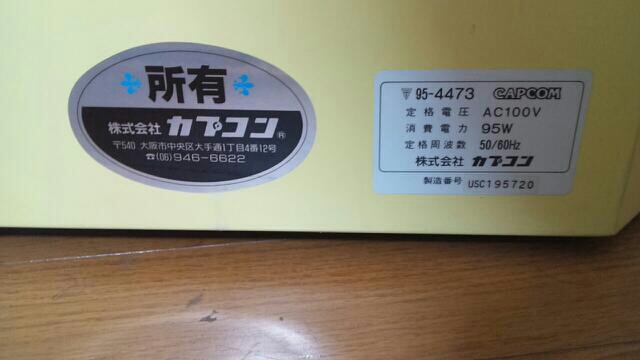 所有
株式会社 カプコン®
〒540 大阪市中央区大手通1丁目4番12号
☎(06)946-6622
〒 95-4473 CAPCOM
定格電圧 AC100V
消費電力 95W
定格周波数 50/60Hz
株式会社 カプコン
製造番号 USC195720